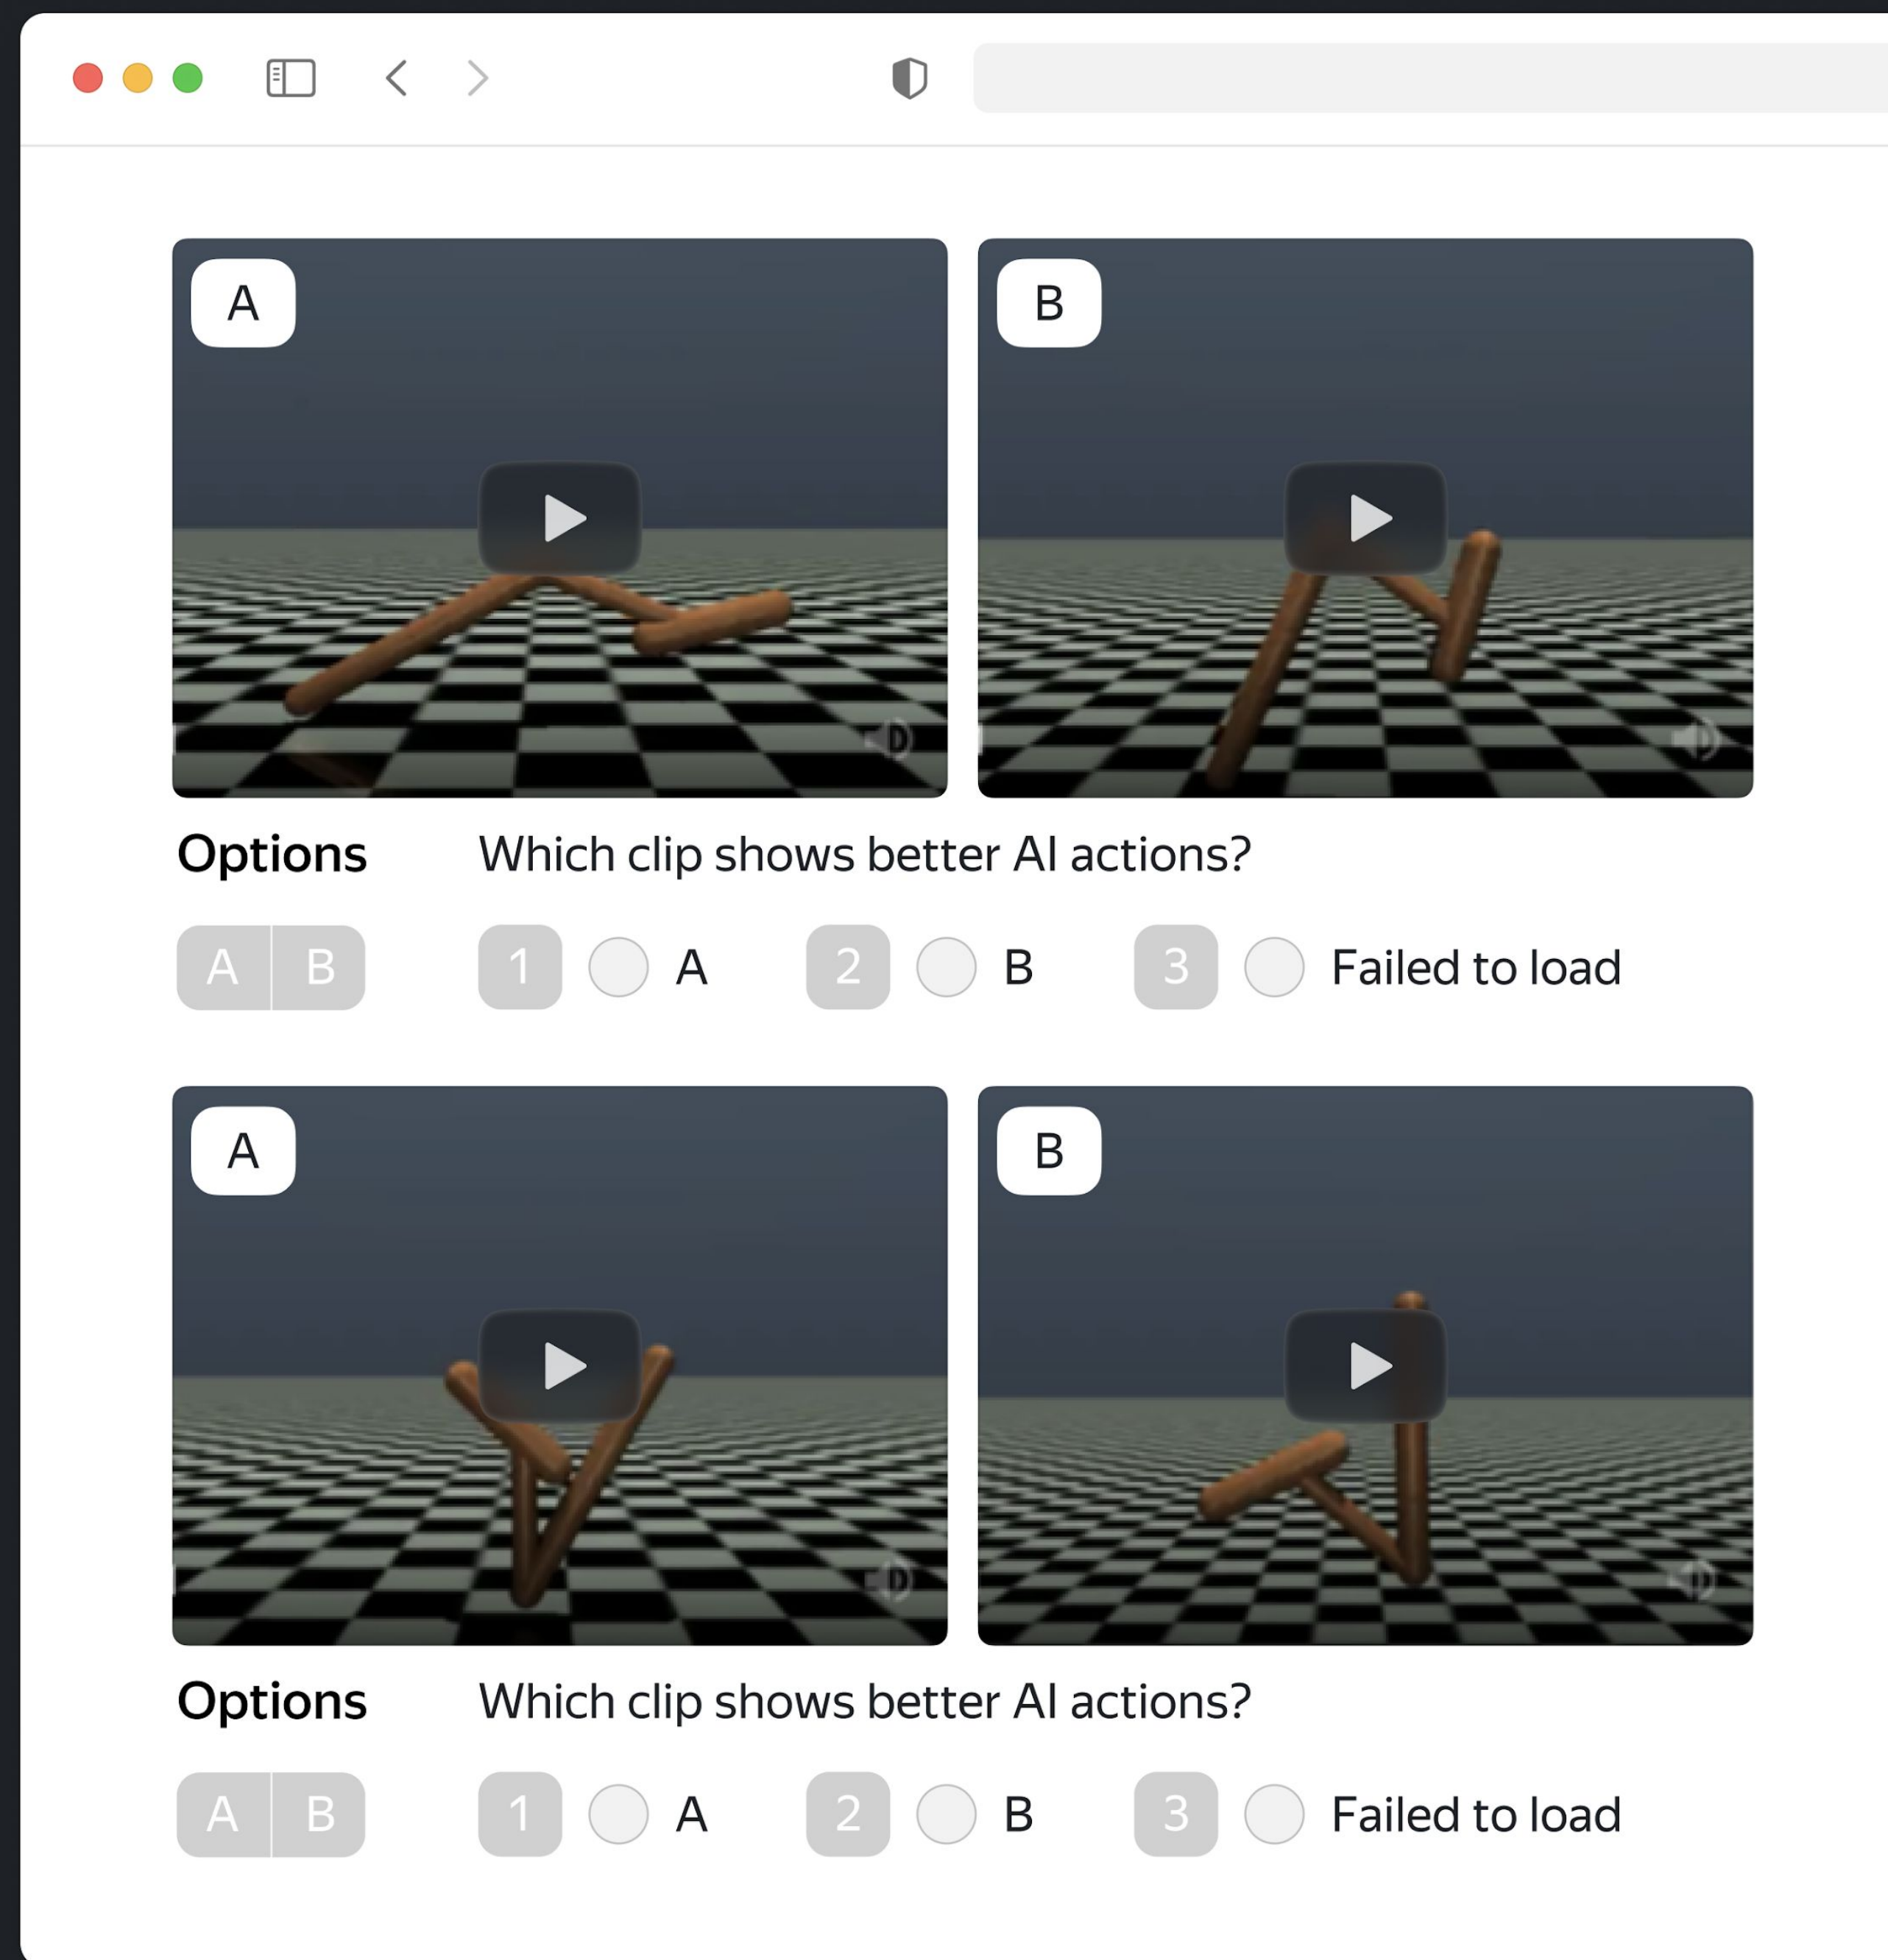 A B
Options Which clip shows better AI actions?
A B 1 A 2 B 3 Failed to load
A B
Options Which clip shows better AI actions?
A B 1 A 2 B 3 Failed to load